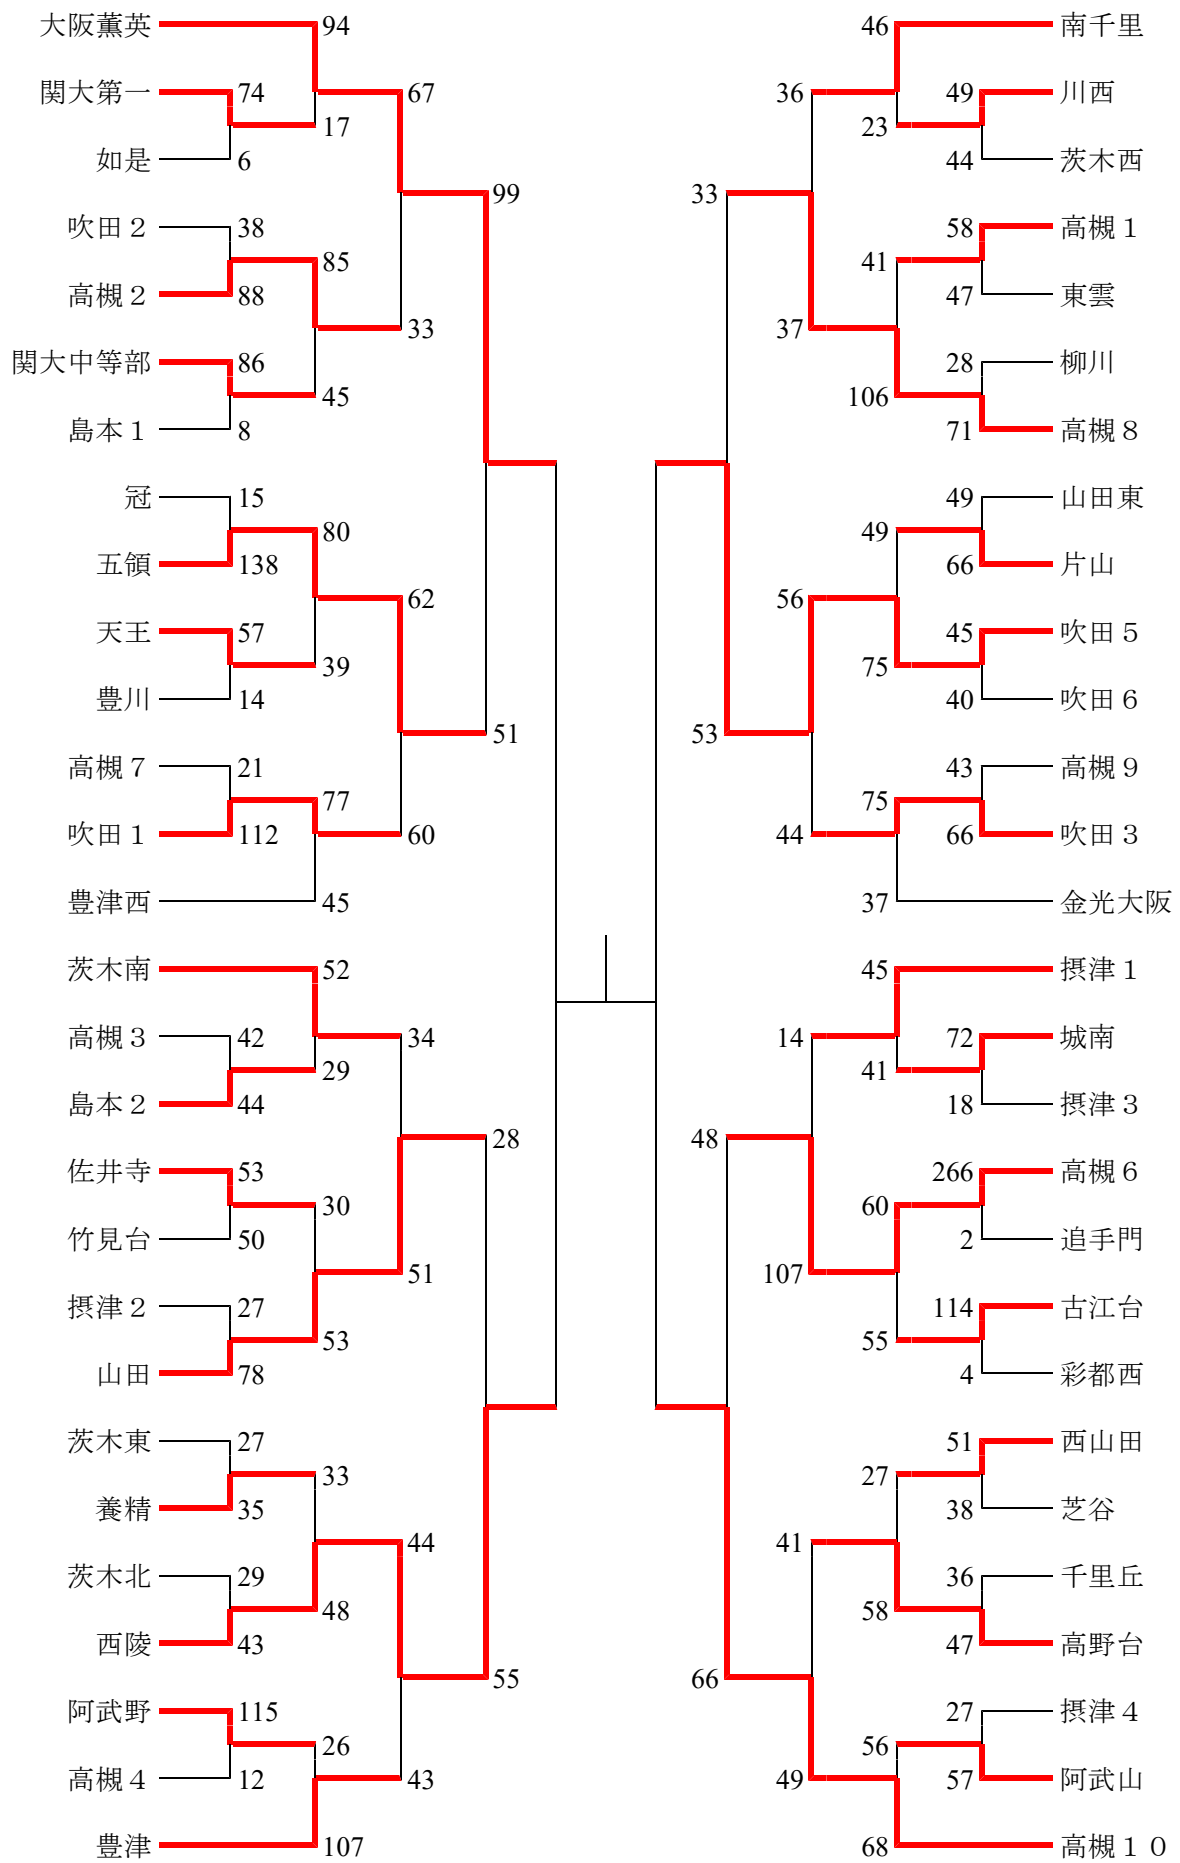 大阪薫英 94 46 南千里
関大第一 74 67 36 49 川西
17 23
如是 6 44 茨木西
99 33
吹田２ 38 58 高槻１
85 41
高槻２ 88 47 東雲
33 37
関大中等部 86 28 柳川
45 106
島本１ 8 71 高槻８
冠 15 49 山田東
80 49
五領 138 66 片山
62 56
天王 57 45 吹田５
39 75
豊川 14 40 吹田６
51 53
高槻７ 21 43 高槻９
77 75
吹田１ 112 60 44 66 吹田３
豊津西 45 37 金光大阪
茨木南 52 45 摂津１
高槻３ 42 34 14 72 城南
29 41
島本２ 44 18 摂津３
28 48
佐井寺 53 266 高槻６
30 60
竹見台 50 2 追手門
51 107
摂津２ 27 114 古江台
53 55
山田 78 4 彩都西
茨木東 27 51 西山田
33 27
養精 35 38 芝谷
44 41
茨木北 29 36 千里丘
48 58
西陵 43 47 高野台
55 66
阿武野 115 27 摂津４
26 56
高槻４ 12 43 49 57 阿武山
豊津 107 68 高槻１０